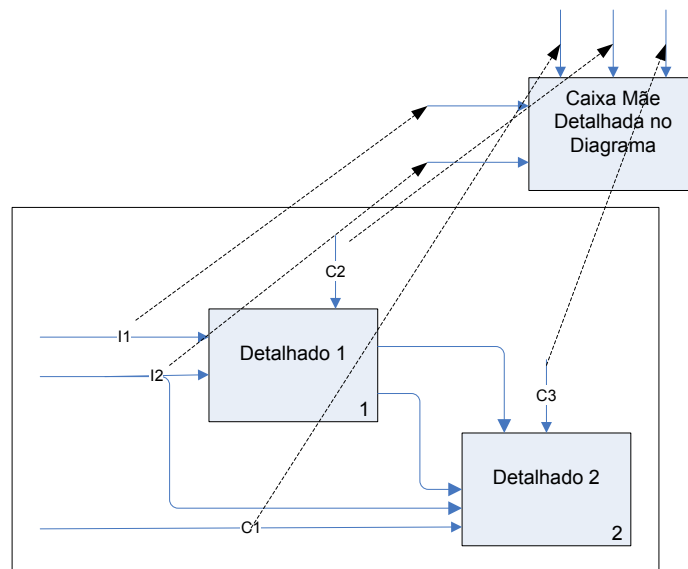 Caixa Mãe
Detalhada no
Diagrama
C2
I1
Detalhado 1
I2
1
C3
Detalhado 2
C1
2